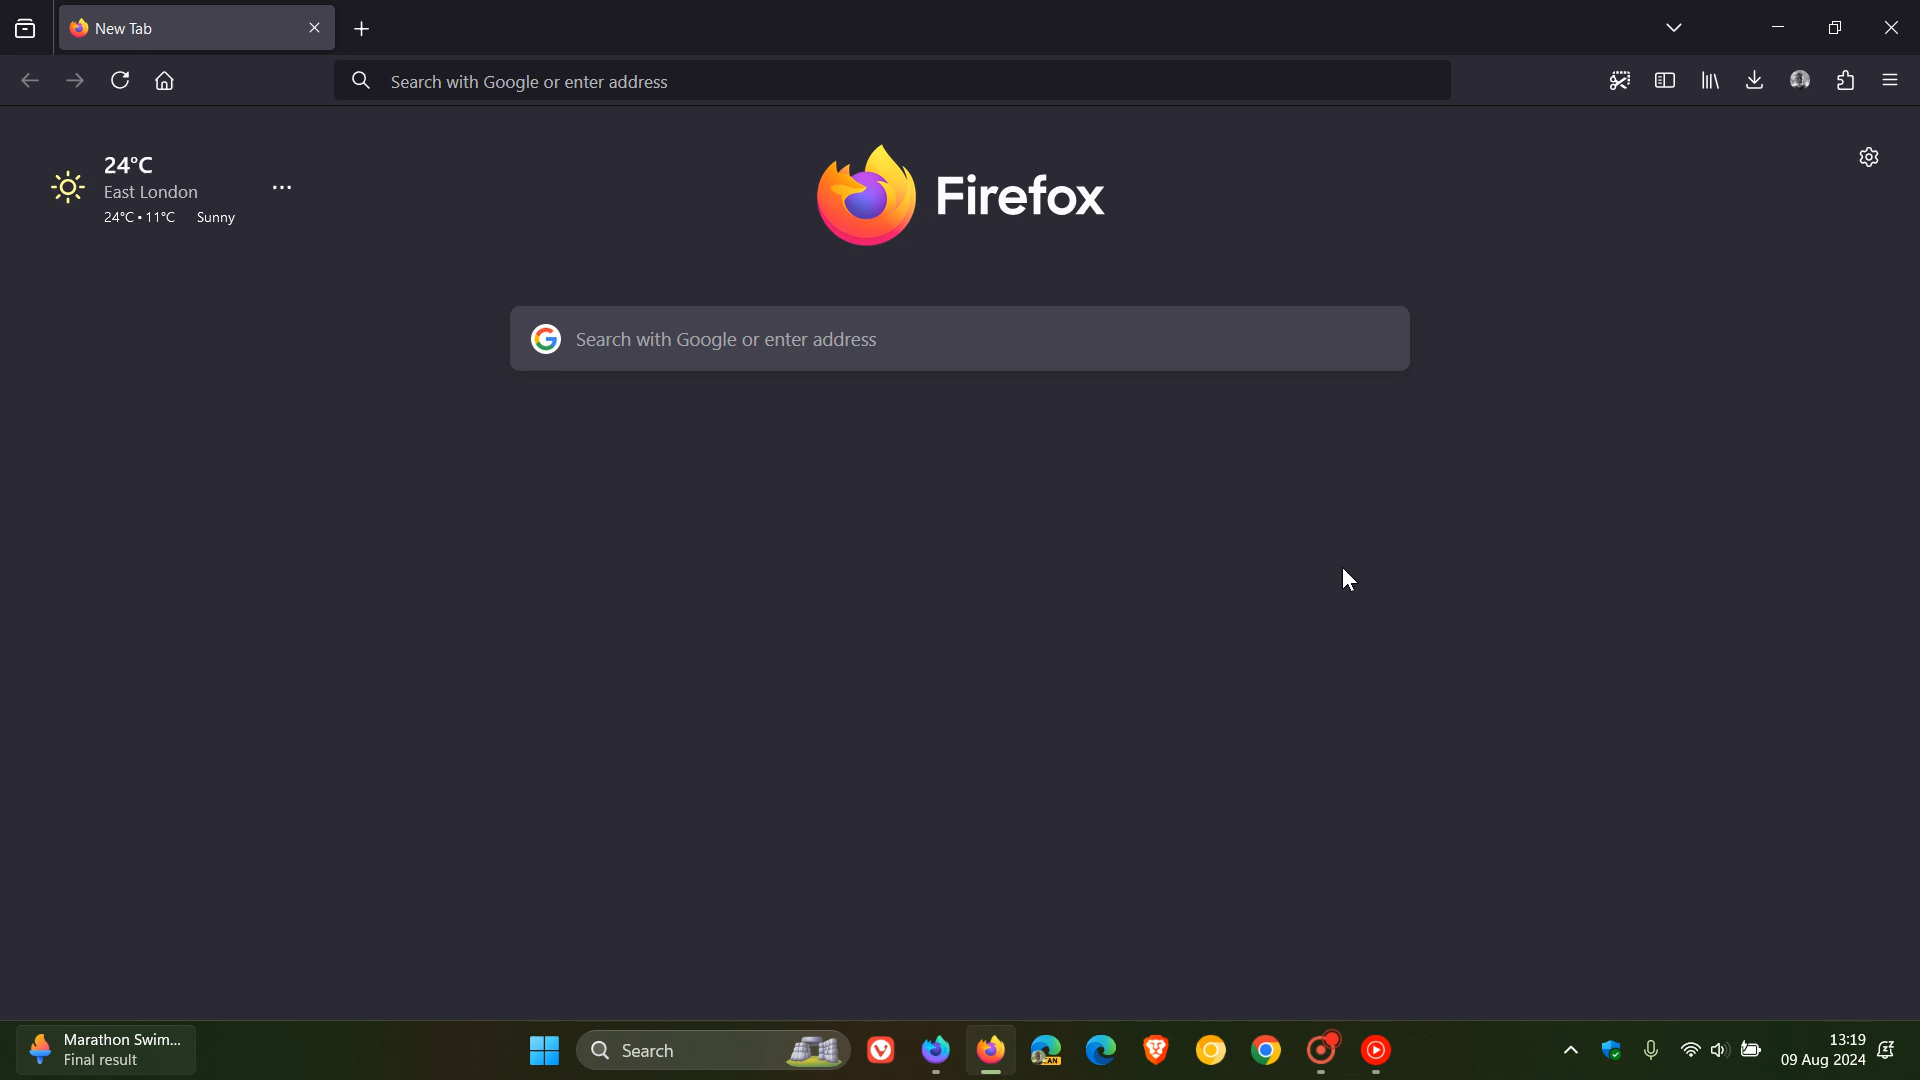 New Tab
Search with Google or enter address
24°C
East London
24°C • 11°C Sunny
Firefox
Search with Google or enter address
Marathon Swim...
Final result
Search
CAN
13:19
09 Aug 2024